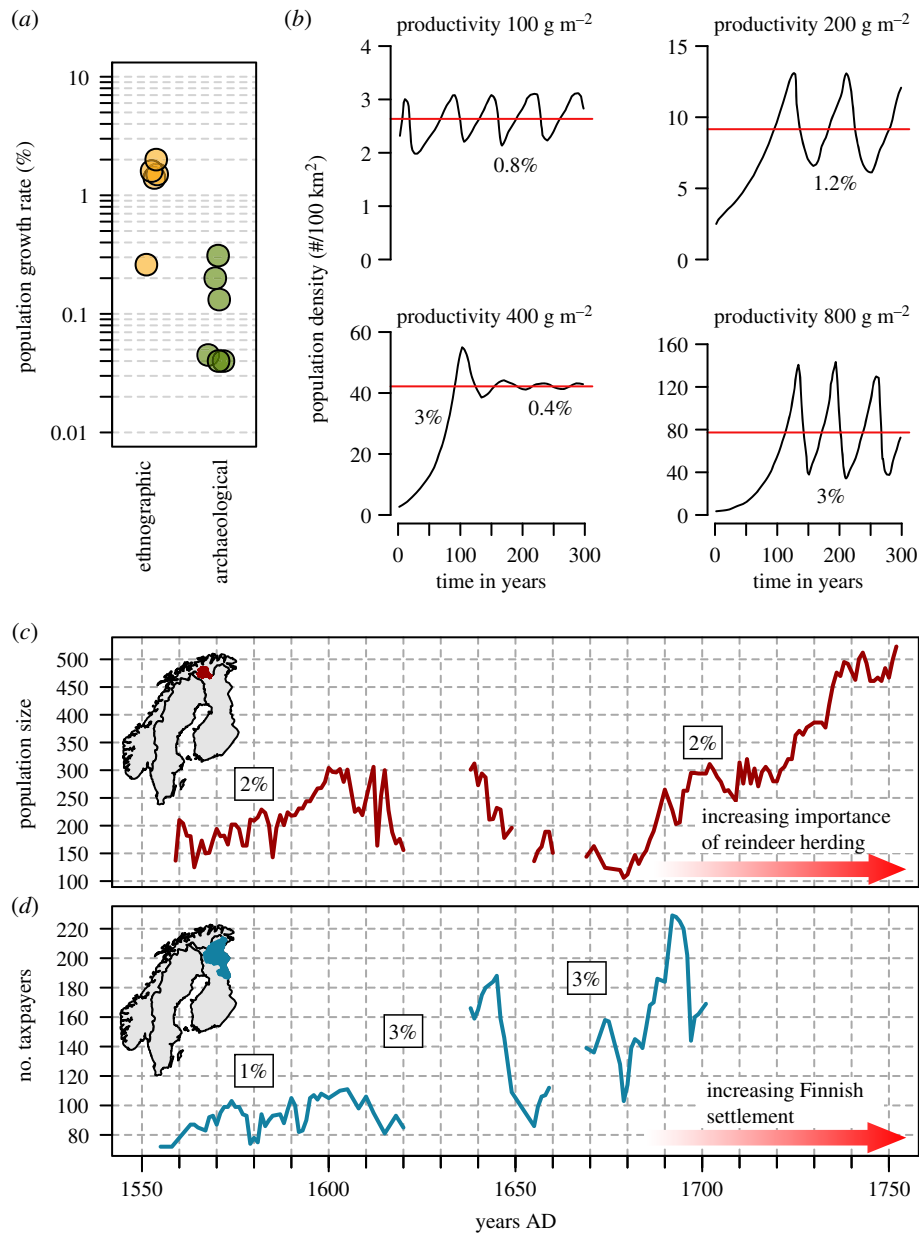 (a)
population growth rate (%)
10
1
0.1
0.01
ethnographic
archaeological
(b)
population density (#/100 km²)
productivity 100 g m⁻²
4
3
2
1
0
0.8%
productivity 200 g m⁻²
15
10
5
0
1.2%
productivity 400 g m⁻²
60
40
20
0
3%
0.4%
0 100 200 300
time in years
productivity 800 g m⁻²
160
120
80
40
0
3%
0 100 200 300
time in years
(c)
population size
500
450
400
350
300
250
200
150
100
2%
2%
increasing importance
of reindeer herding
(d)
no. taxpayers
220
200
180
160
140
120
100
80
1%
3%
3%
increasing Finnish
settlement
1550 1600 1650 1700 1750
years AD